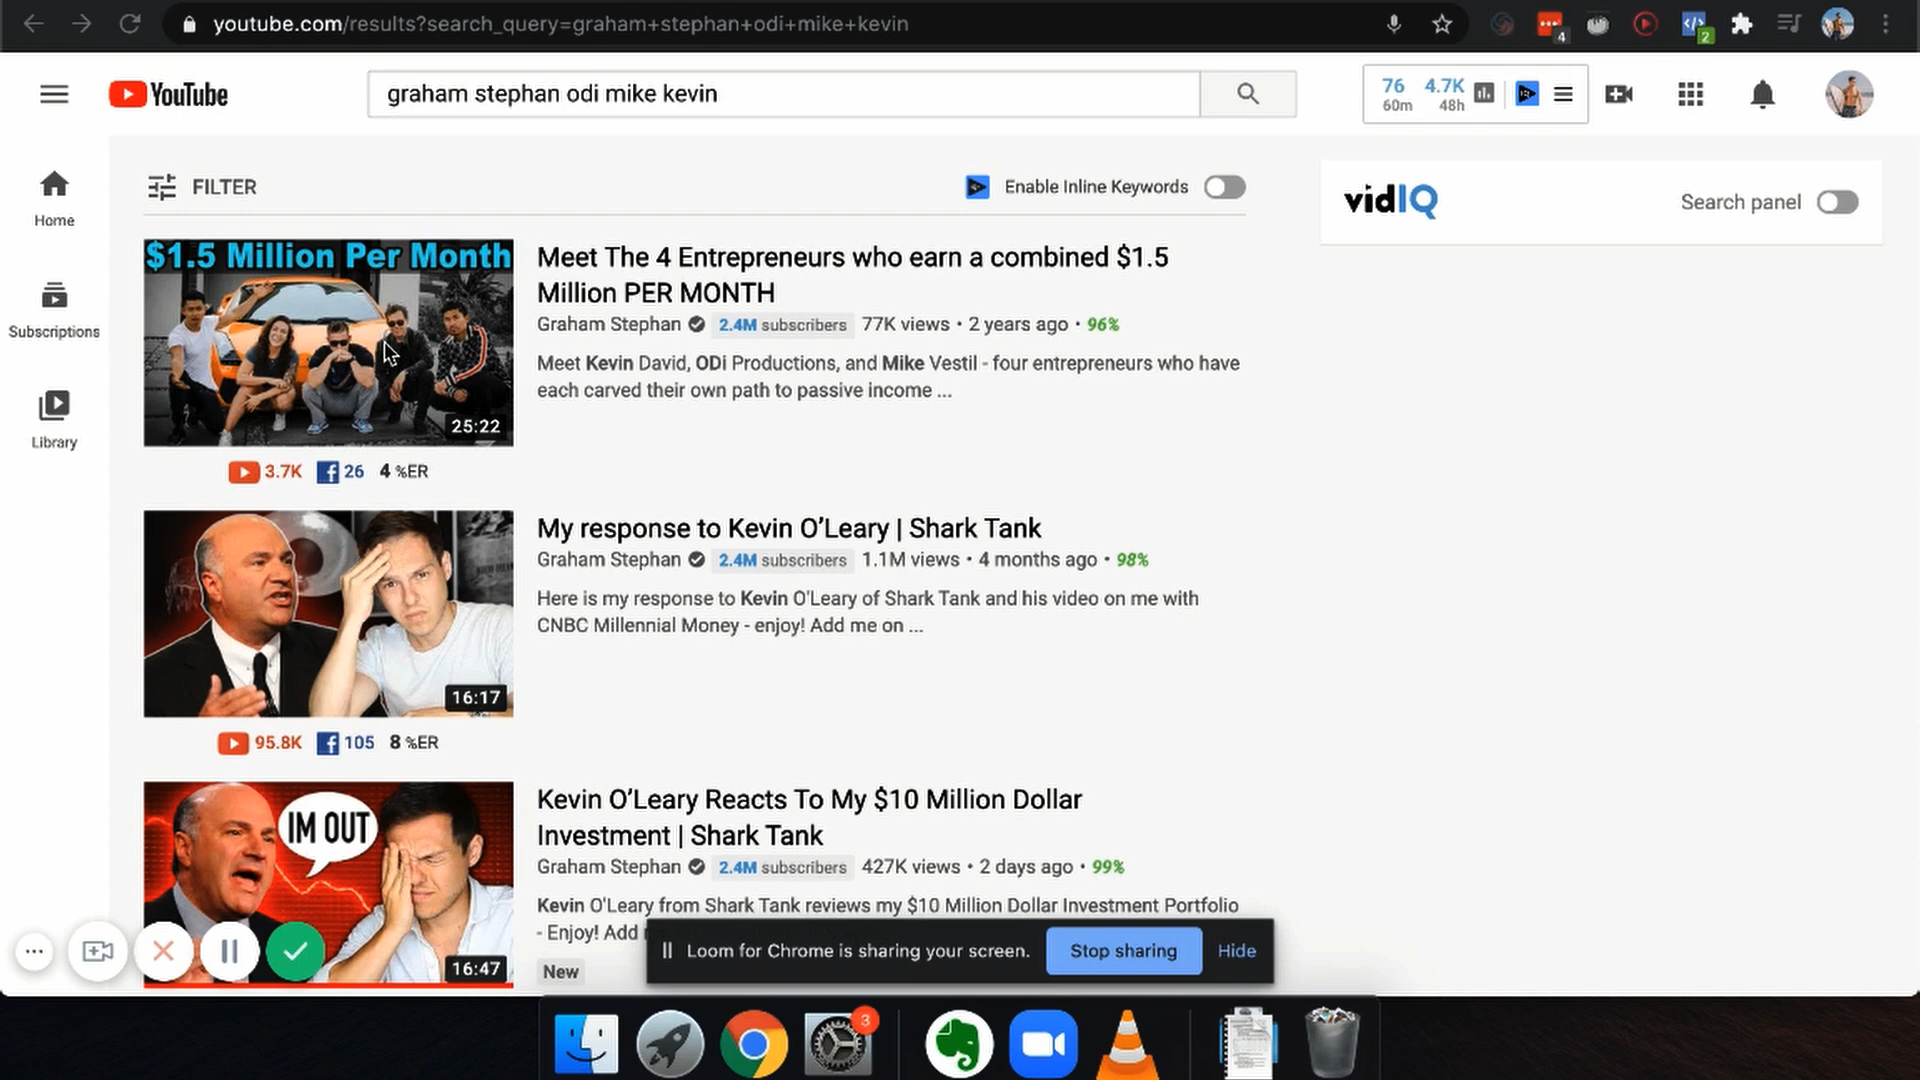 youtube.com/results?search_query=graham+stephan+odi+mike+kevin
4
2
YouTube
graham stephan odi mike kevin
76
60m
4.7K
48h
Home
Subscriptions
Library
FILTER
Enable Inline Keywords
vidIQ
Search panel
$1.5 Million Per Month
25:22
3.7K 26 4 %ER
Meet The 4 Entrepreneurs who earn a combined $1.5
Million PER MONTH
Graham Stephan 2.4M subscribers 77K views • 2 years ago • 96%
Meet Kevin David, ODi Productions, and Mike Vestil - four entrepreneurs who have
each carved their own path to passive income ...
16:17
95.8K 105 8 %ER
My response to Kevin O'Leary | Shark Tank
Graham Stephan 2.4M subscribers 1.1M views • 4 months ago • 98%
Here is my response to Kevin O'Leary of Shark Tank and his video on me with
CNBC Millennial Money - enjoy! Add me on ...
IM OUT
16:47
Kevin O'Leary Reacts To My $10 Million Dollar
Investment | Shark Tank
Graham Stephan 2.4M subscribers 427K views • 2 days ago • 99%
Kevin O'Leary from Shark Tank reviews my $10 Million Dollar Investment Portfolio
- Enjoy! Add
New
Loom for Chrome is sharing your screen.
Stop sharing
Hide
3